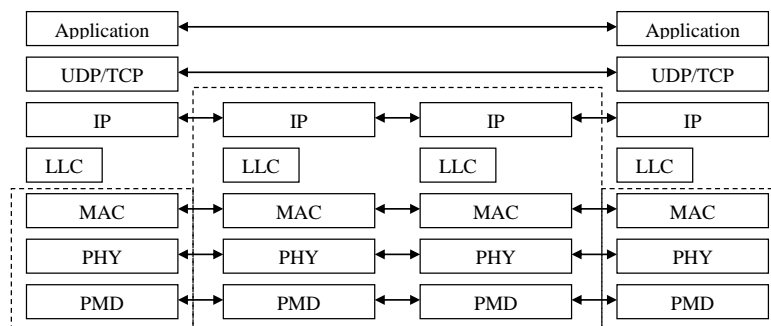 Application Application
UDP/TCP UDP/TCP
IP IP IP IP
LLC LLC LLC LLC
MAC MAC MAC MAC
PHY PHY PHY PHY
PMD PMD PMD PMD